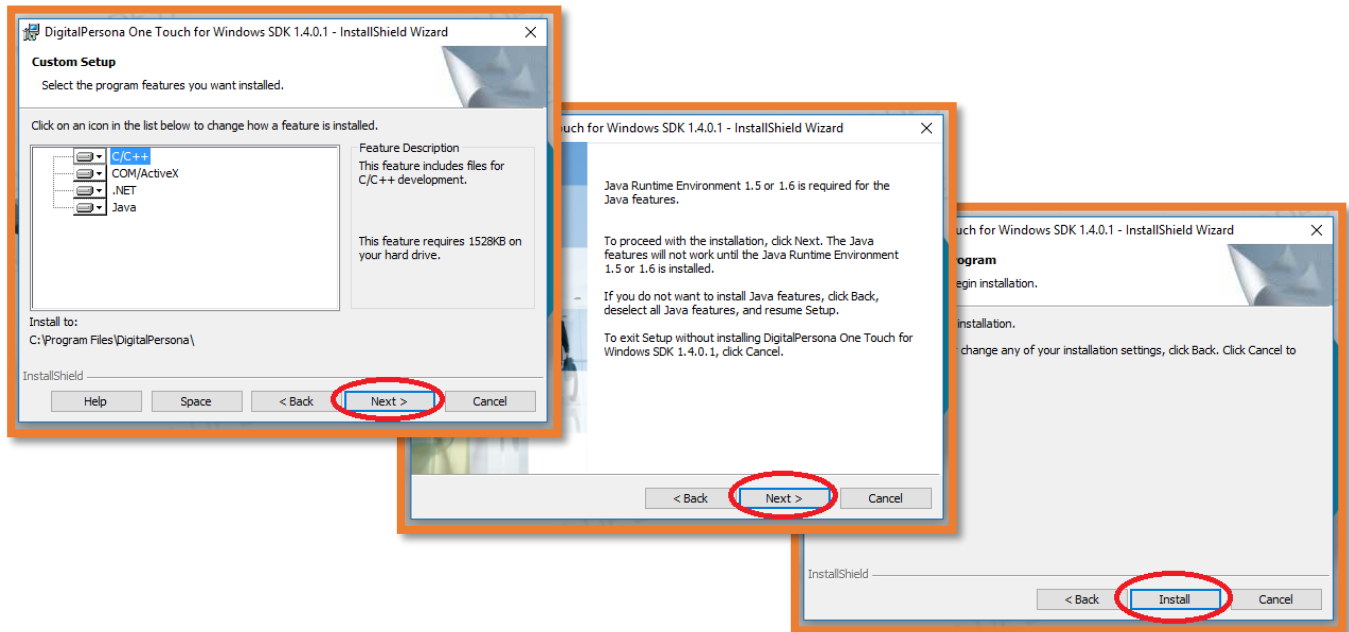 DigitalPersona One Touch for Windows SDK 1.4.0.1 - InstallShield Wizard
Custom Setup
Select the program features you want installed.
Click on an icon in the list below to change how a feature is installed.
C/C++
COM/ActiveX
.NET
Java
Feature Description
This feature includes files for
C/C++ development.
This feature requires 1528KB on
your hard drive.
Install to:
C:\Program Files\DigitalPersona\
InstallShield
Help Space < Back Next > Cancel
uch for Windows SDK 1.4.0.1 - InstallShield Wizard
Java Runtime Environment 1.5 or 1.6 is required for the
Java features.
To proceed with the installation, click Next. The Java
features will not work until the Java Runtime Environment
1.5 or 1.6 is installed.
If you do not want to install Java features, click Back,
deselect all Java features, and resume Setup.
To exit Setup without installing DigitalPersona One Touch for
Windows SDK 1.4.0.1, click Cancel.
< Back Next > Cancel
uch for Windows SDK 1.4.0.1 - InstallShield Wizard
ogram
egin installation.
installation.
change any of your installation settings, click Back. Click Cancel to
InstallShield
< Back Install Cancel